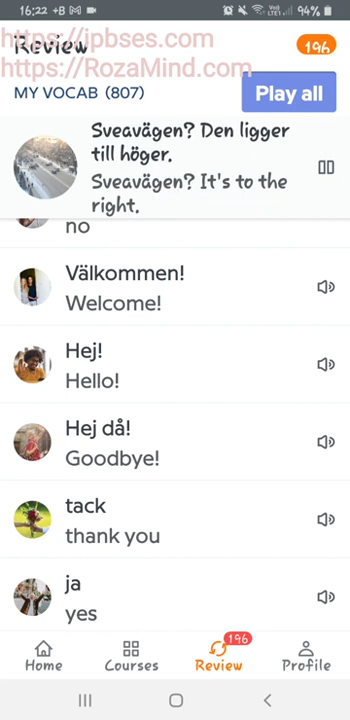 16:22 +B 94%
https://jpbses.com
Review
196
https://RozaMind.com
MY VOCAB (807)
Play all
Sveavägen? Den ligger
till höger.
Sveavägen? It's to the
right.
no
Välkommen!
Welcome!
Hej!
Hello!
Hej då!
Goodbye!
tack
thank you
ja
yes
196
Home Courses Review Profile